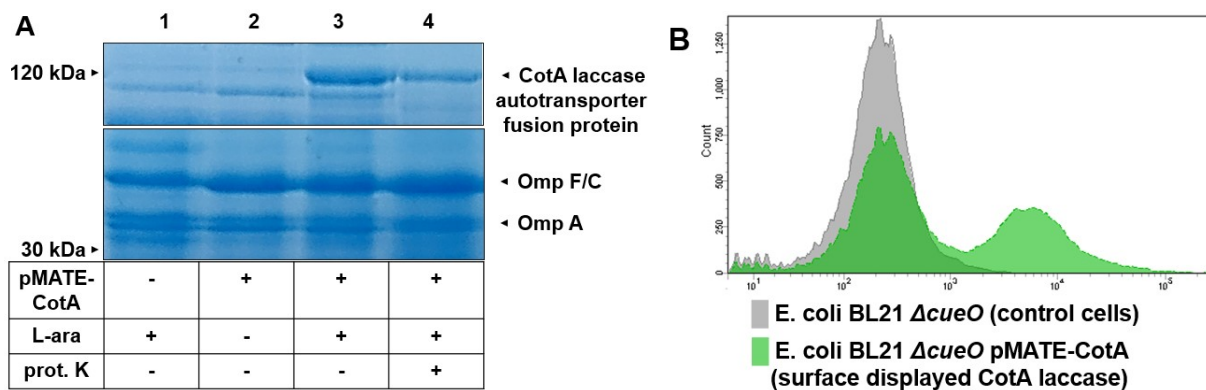 A
1 2 3 4
120 kDa
CotA laccase
autotransporter
fusion protein
Omp F/C
Omp A
30 kDa
pMATE-
CotA - + + +
L-ara + - + +
prot. K - - - +
B
Count
1,250
1,000
750
500
250
0
10¹ 10² 10³ 10⁴ 10⁵
E. coli BL21 ΔcueO (control cells)
E. coli BL21 ΔcueO pMATE-CotA
(surface displayed CotA laccase)